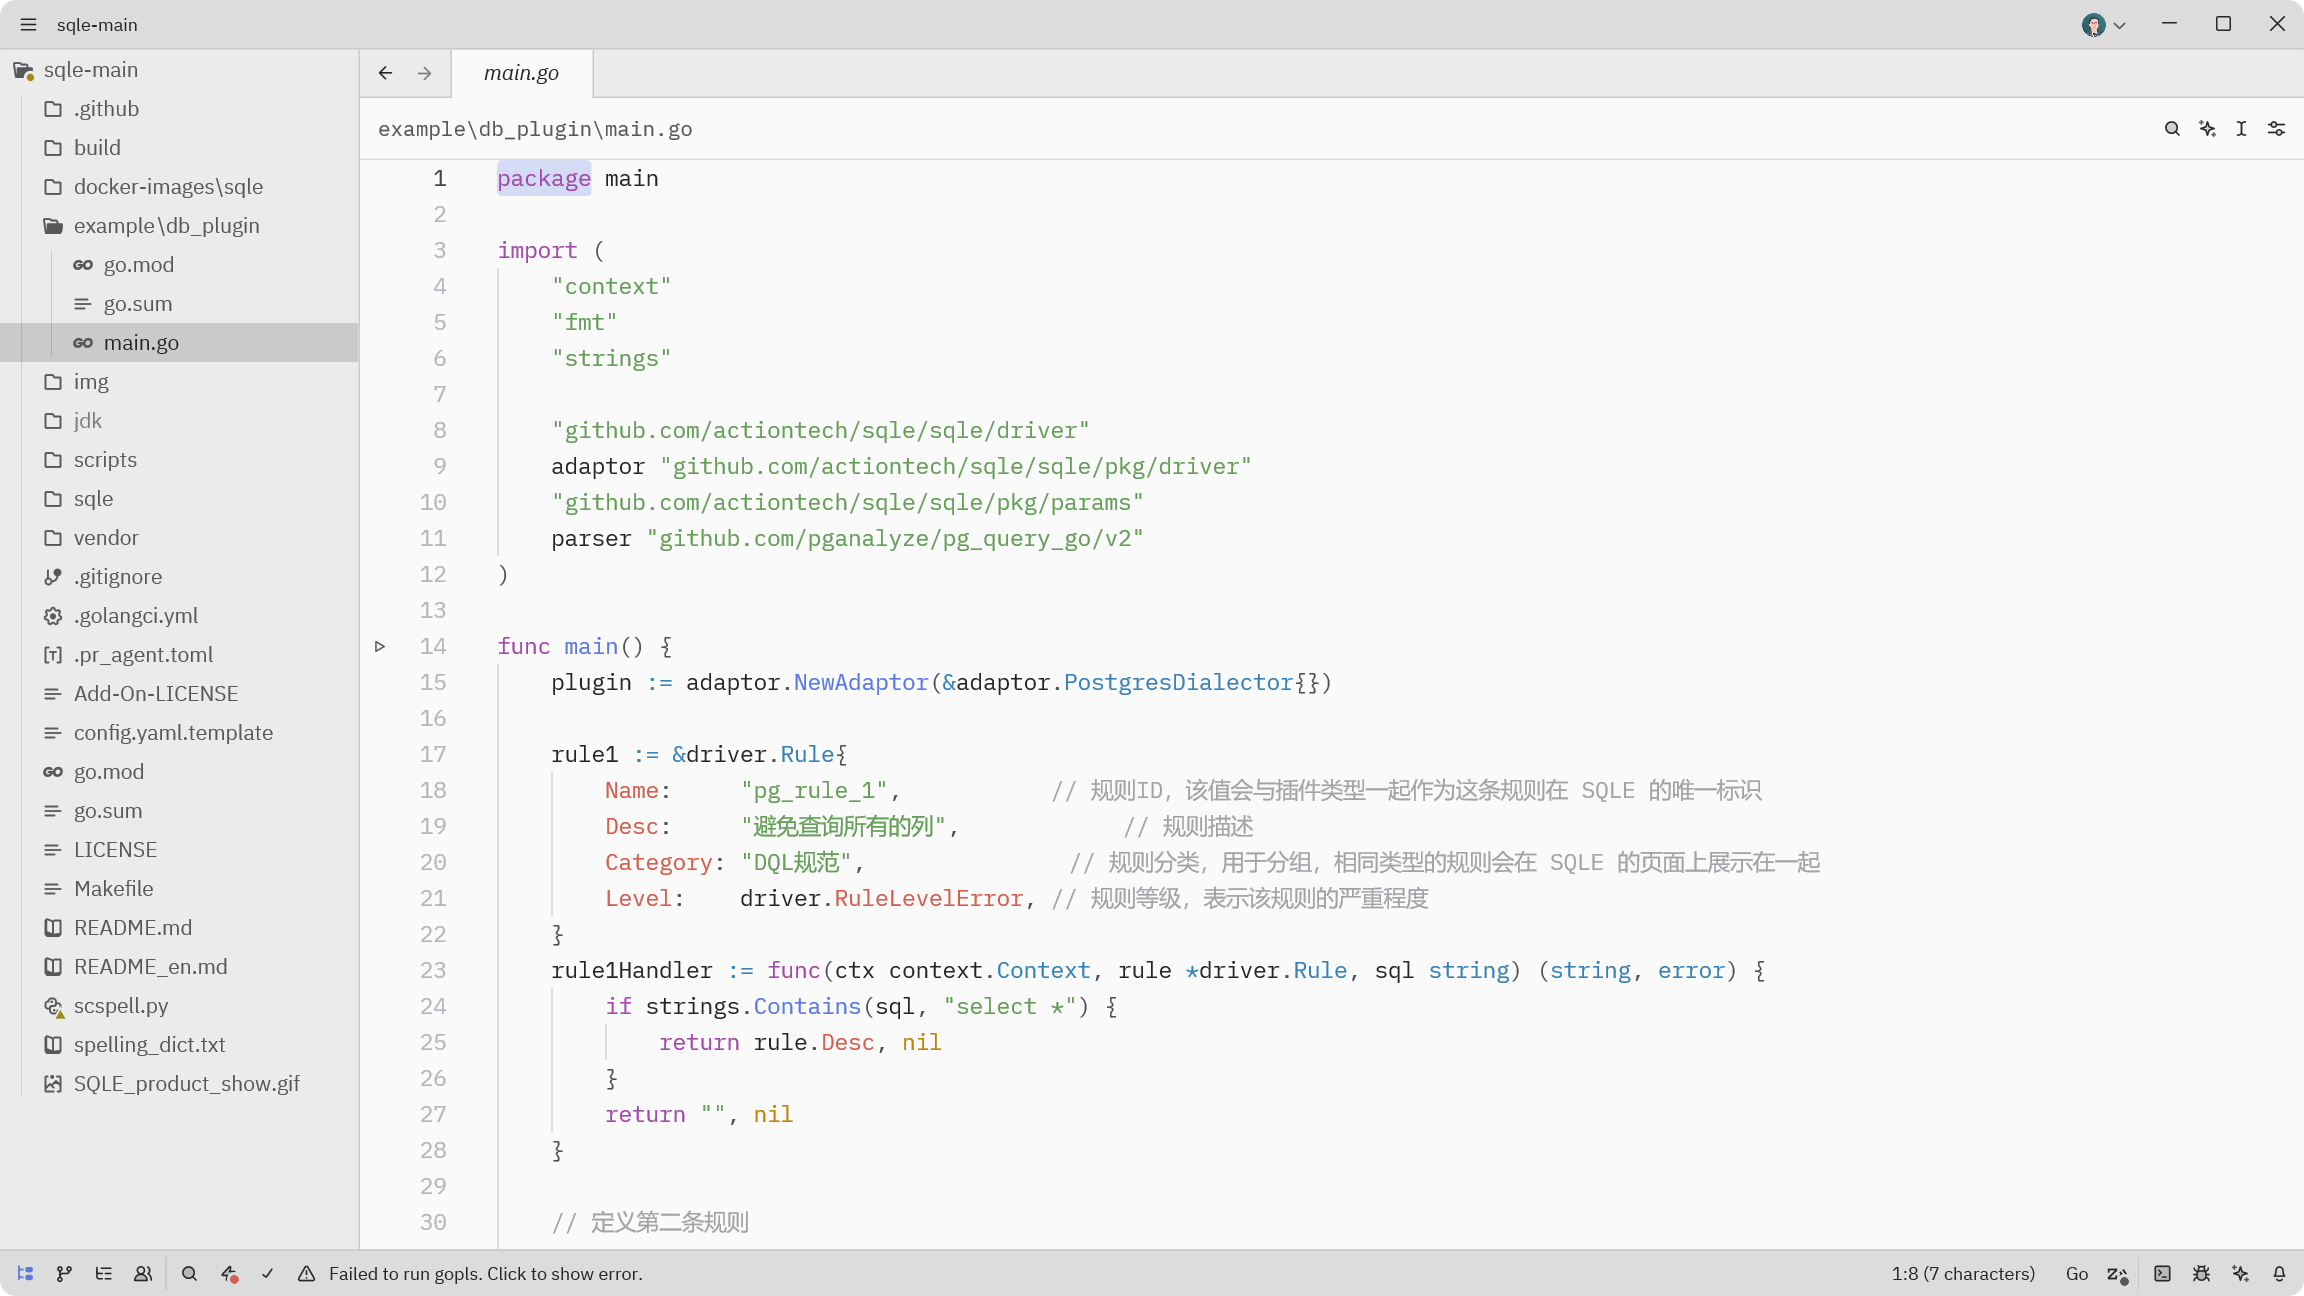 sqle-main
sqle-main
.github
build
docker-images\sqle
example\db_plugin
go.mod
go.sum
main.go
img
jdk
scripts
sqle
vendor
.gitignore
.golangci.yml
.pr_agent.toml
Add-On-LICENSE
config.yaml.template
go.mod
go.sum
LICENSE
Makefile
README.md
README_en.md
scspell.py
spelling_dict.txt
SQLE_product_show.gif
main.go
example\db_plugin\main.go
1 package main
2
3 import (
4     "context"
5     "fmt"
6     "strings"
7
8     "github.com/actiontech/sqle/sqle/driver"
9     adaptor "github.com/actiontech/sqle/sqle/pkg/driver"
10     "github.com/actiontech/sqle/sqle/pkg/params"
11     parser "github.com/pganalyze/pg_query_go/v2"
12 )
13
14 func main() {
15     plugin := adaptor.NewAdaptor(&adaptor.PostgresDialector{})
16
17     rule1 := &driver.Rule{
18         Name:     "pg_rule_1",           // 规则ID，该值会与插件类型一起作为这条规则在 SQLE 的唯一标识
19         Desc:     "避免查询所有的列",            // 规则描述
20         Category: "DQL规范",               // 规则分类，用于分组，相同类型的规则会在 SQLE 的页面上展示在一起
21         Level:    driver.RuleLevelError, // 规则等级，表示该规则的严重程度
22     }
23     rule1Handler := func(ctx context.Context, rule *driver.Rule, sql string) (string, error) {
24         if strings.Contains(sql, "select *") {
25             return rule.Desc, nil
26         }
27         return "", nil
28     }
29
30     // 定义第二条规则
Failed to run gopls. Click to show error.
1:8 (7 characters)
Go